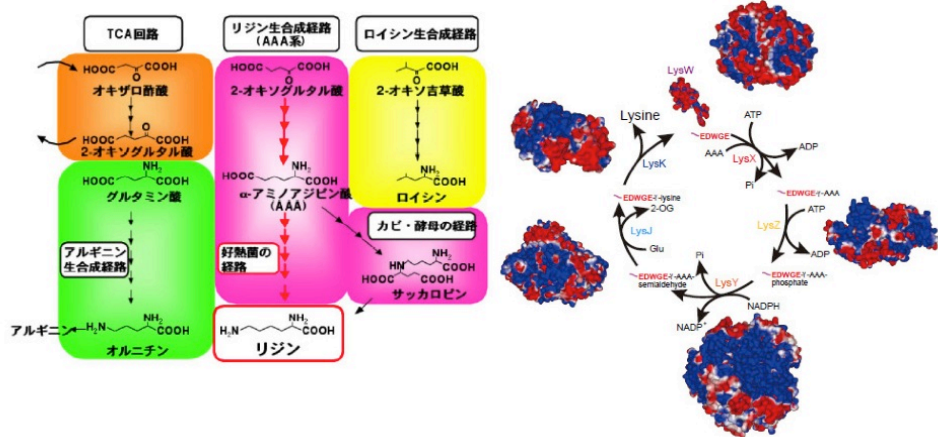 TCA回路
HOOC
COOH
O
オキザロ酢酸
HOOC
O
COOH
2-オキソグルタル酸
NH2
HOOC
COOH
グルタミン酸
アルギニン
生合成経路
アルギニン
H2N
NH2
COOH
オルニチン
リジン生合成経路
(AAA系)
HOOC
COOH
O
2-オキソグルタル酸
NH2
HOOC
COOH
α-アミノアジピン酸
(AAA)
好熱菌の
経路
H2N
NH2
COOH
リジン
ロイシン生合成経路
COOH
O
2-オキソ吉草酸
NH2
COOH
ロイシン
カビ・酵母の経路
NH2
HN
COOH
HOOC
COOH
サッカロピン
LysW
EDWGE
ATP
AAA
LysX
ADP
Pi
EDWGE-γ-AAA
ATP
LysZ
ADP
EDWGE-γ-AAA-
phosphate
Pi
LysY
NADPH
NADP+
EDWGE-γ-AAA-
semialdehyde
Glu
LysJ
2-OG
EDWGE-γ-lysine
LysK
Lysine